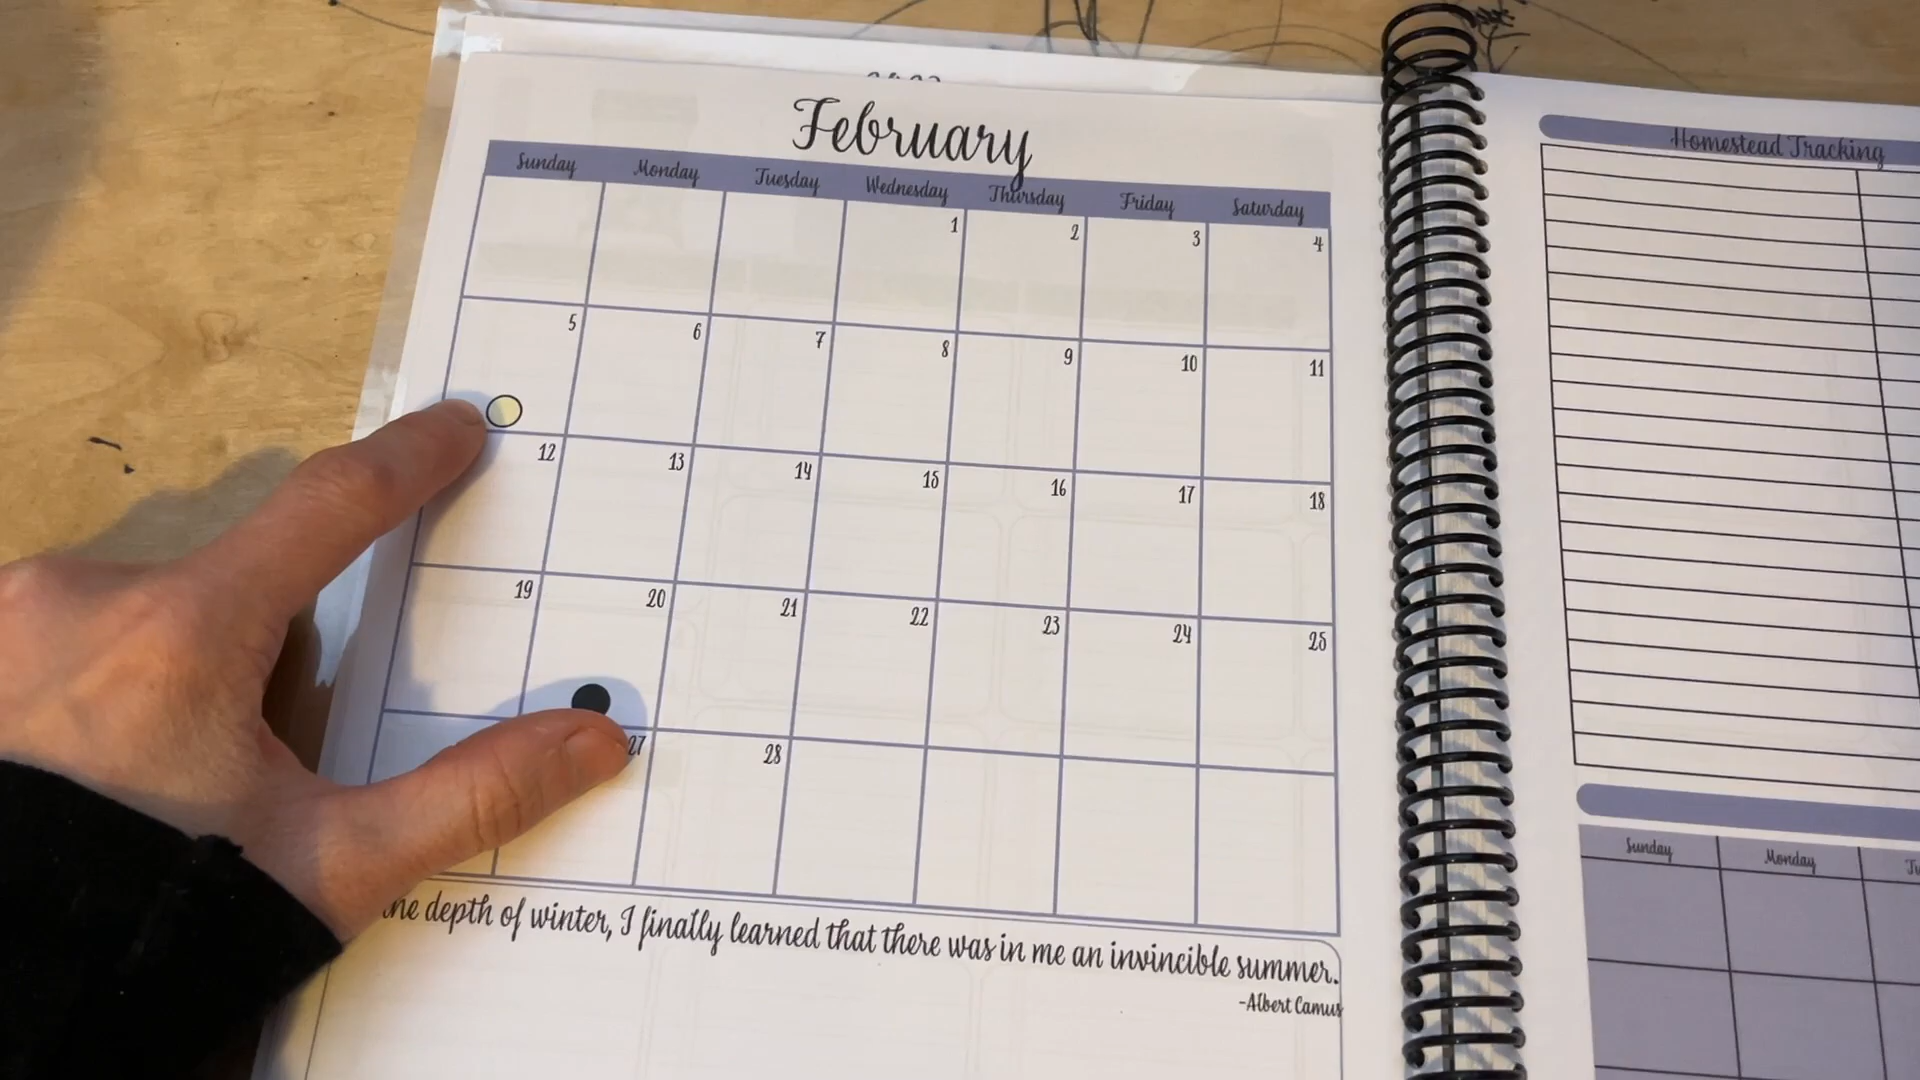 February
Sunday Monday Tuesday Wednesday Thursday Friday Saturday
1 2 3 4
5 6 7 8 9 10 11
12 13 14 15 16 17 18
19 20 21 22 23 24 25
27 28
the depth of winter, I finally learned that there was in me an invincible summer.
-Albert Camus
Homestead Tracking
Sunday Monday